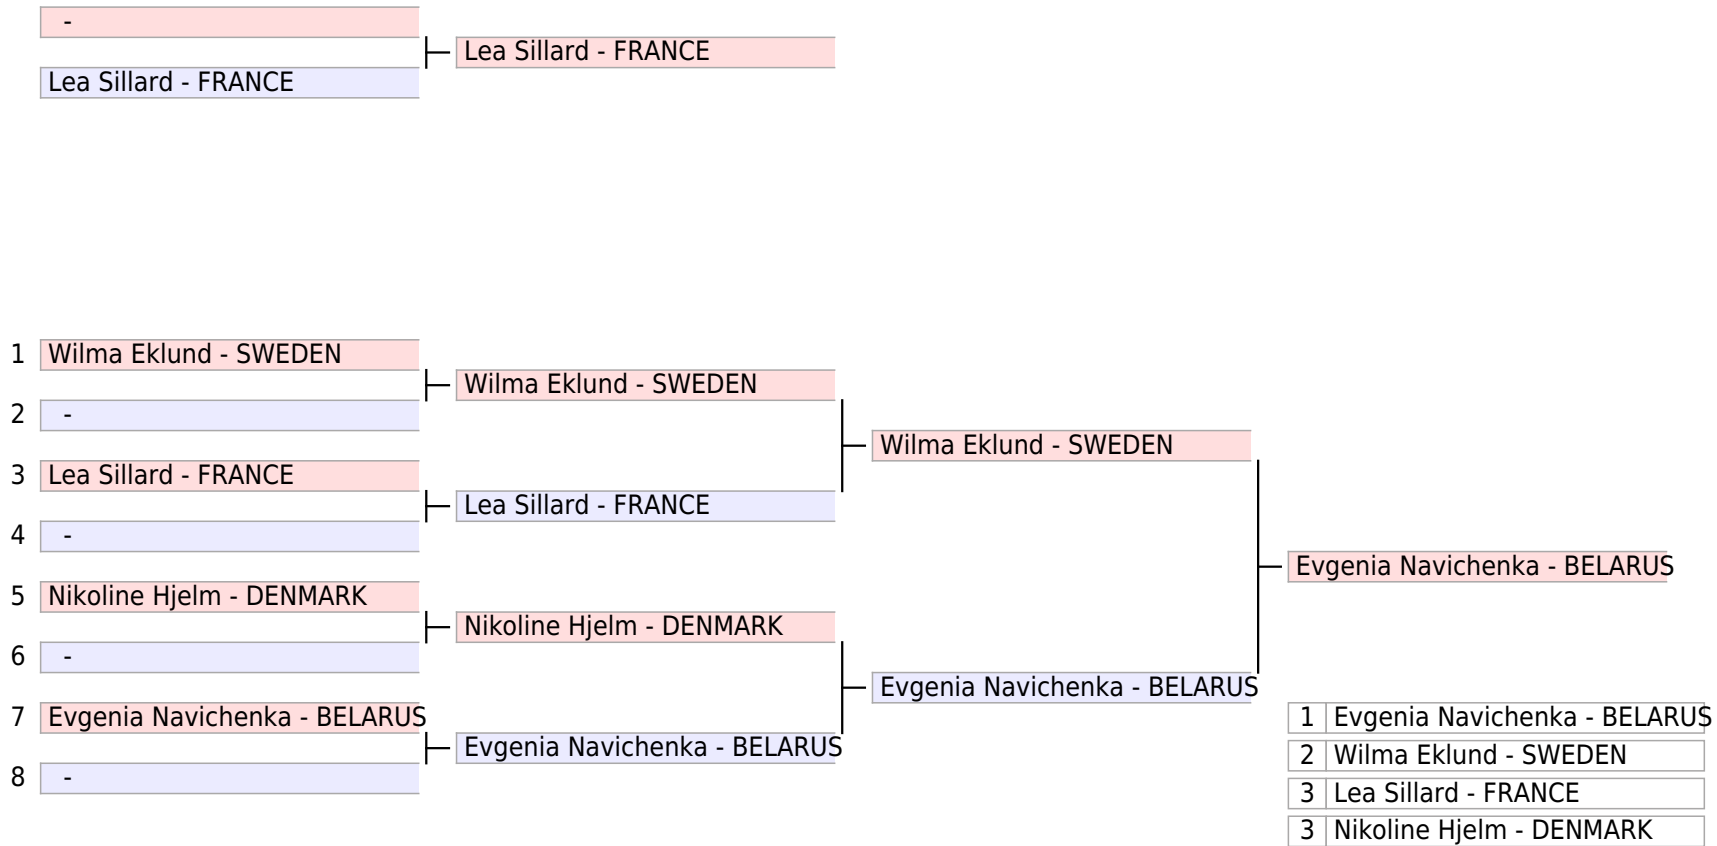 -
Lea Sillard - FRANCE
Lea Sillard - FRANCE
1 Wilma Eklund - SWEDEN
Wilma Eklund - SWEDEN
2 -
Wilma Eklund - SWEDEN
3 Lea Sillard - FRANCE
Lea Sillard - FRANCE
4 -
Evgenia Navichenka - BELARUS
5 Nikoline Hjelm - DENMARK
Nikoline Hjelm - DENMARK
6 -
Evgenia Navichenka - BELARUS
7 Evgenia Navichenka - BELARUS
Evgenia Navichenka - BELARUS
8 -
1 Evgenia Navichenka - BELARUS
2 Wilma Eklund - SWEDEN
3 Lea Sillard - FRANCE
3 Nikoline Hjelm - DENMARK